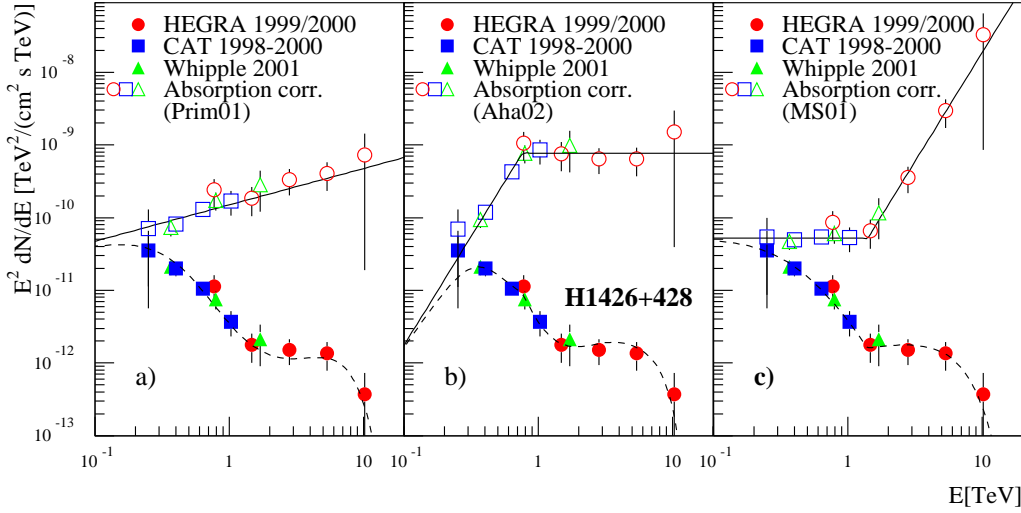 E² dN/dE [TeV²/(cm² s TeV)]
10⁻⁸
10⁻⁹
10⁻¹⁰
10⁻¹¹
10⁻¹²
10⁻¹³
HEGRA 1999/2000
CAT 1998-2000
Whipple 2001
Absorption corr.
(Prim01)
a)
HEGRA 1999/2000
CAT 1998-2000
Whipple 2001
Absorption corr.
(Aha02)
H1426+428
b)
HEGRA 1999/2000
CAT 1998-2000
Whipple 2001
Absorption corr.
(MS01)
c)
10⁻¹ 1 10 10⁻¹ 1 10 10⁻¹ 1 10
E[TeV]